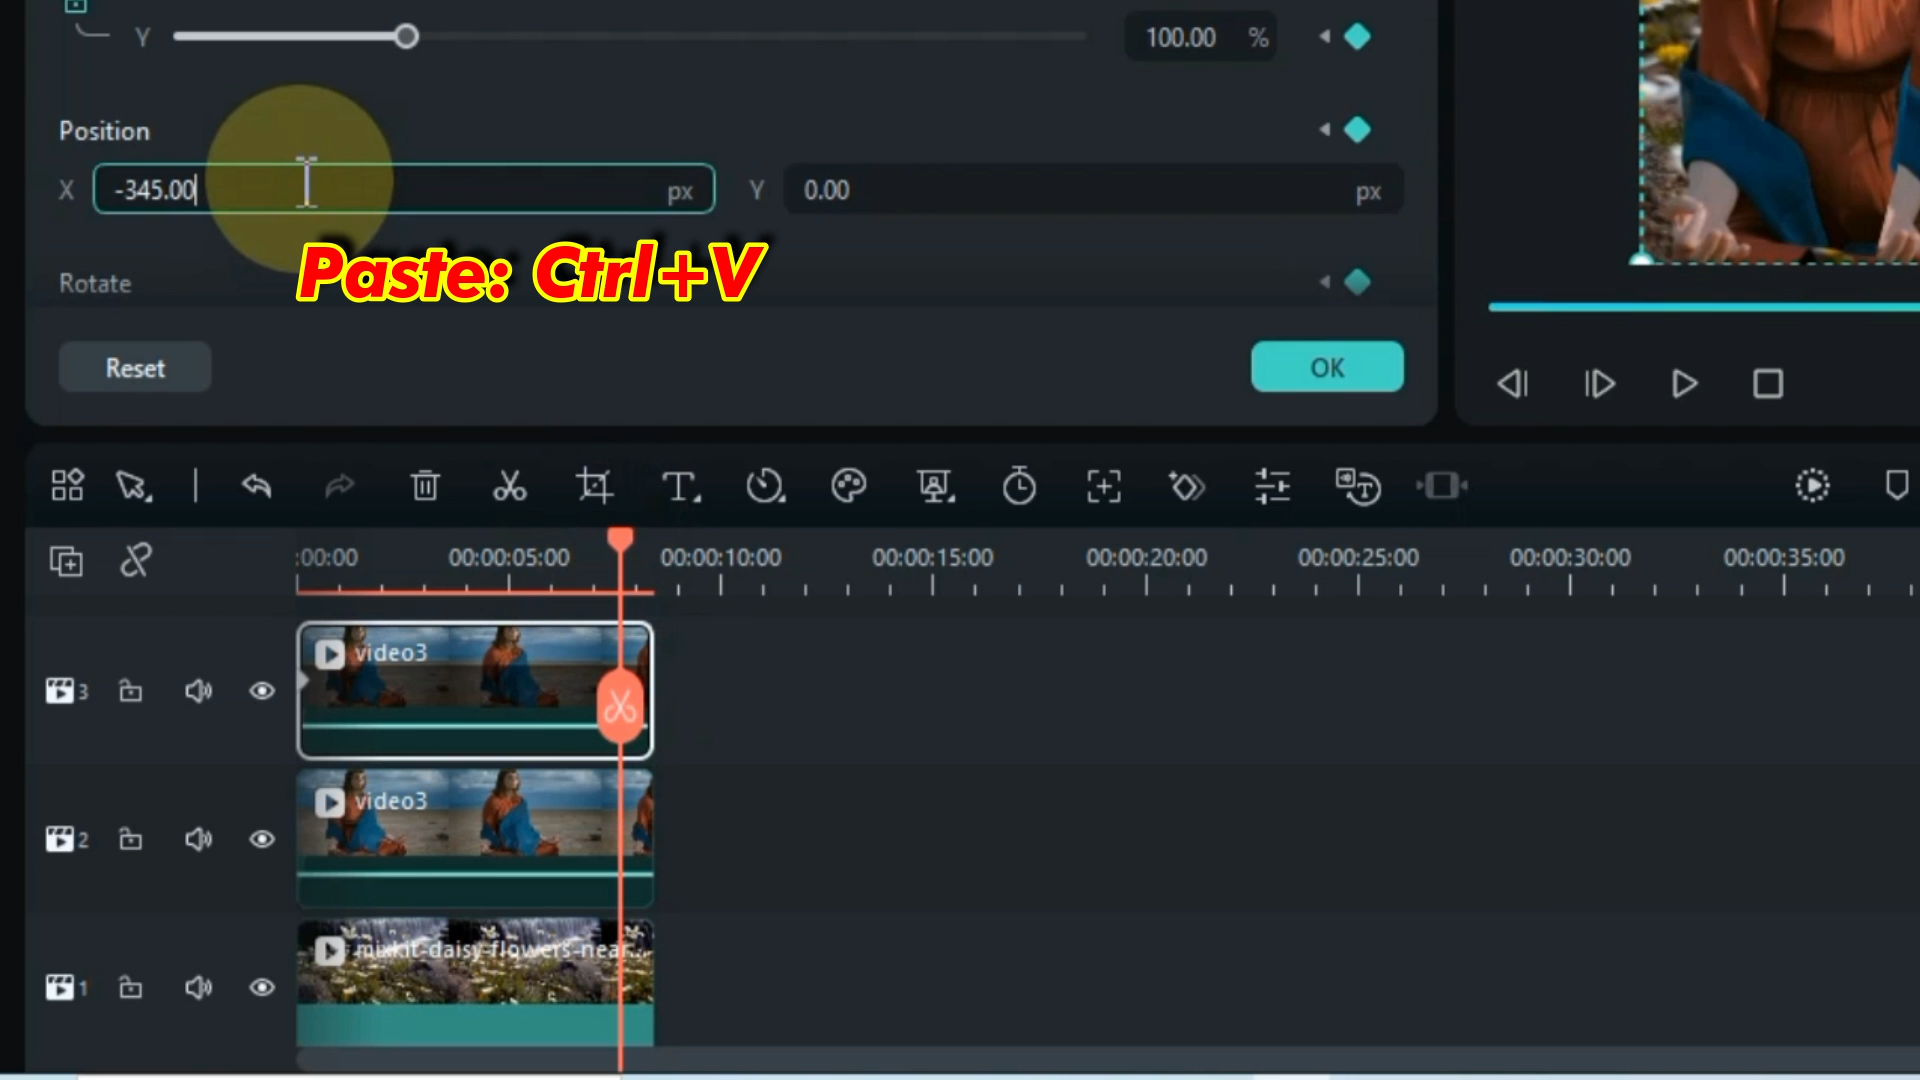 Y 100.00 %
Position
X -345.00 px Y 0.00 px
Paste: Ctrl+V
Rotate
Reset OK
:00:00 00:00:05:00 00:00:10:00 00:00:15:00 00:00:20:00 00:00:25:00 00:00:30:00 00:00:35:00
video3
3
video3
2
mixkit-daisy-flowers-near...
1